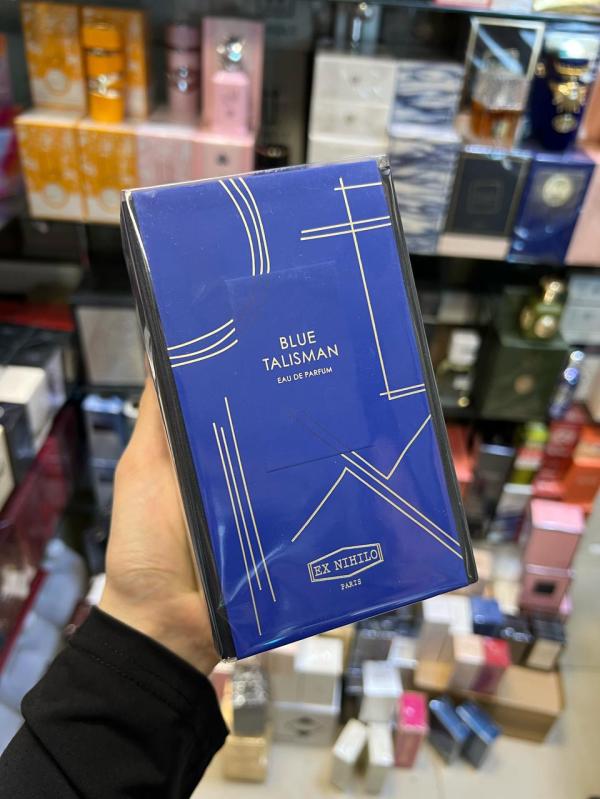 BLUE
TALISMAN
EAU DE PARFUM
EX NIHILO
PARIS